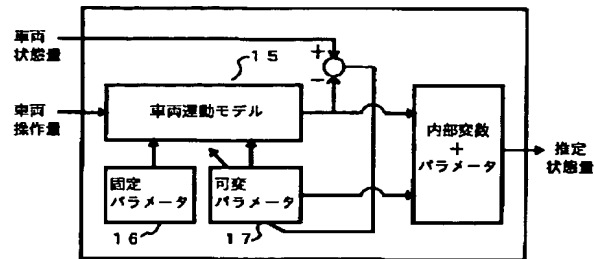 車両
状態量
15
+
−
車両
操作量
車両運動モデル
内部変数
+
パラメータ
推定
状態量
固定
パラメータ
可変
パラメータ
16
17